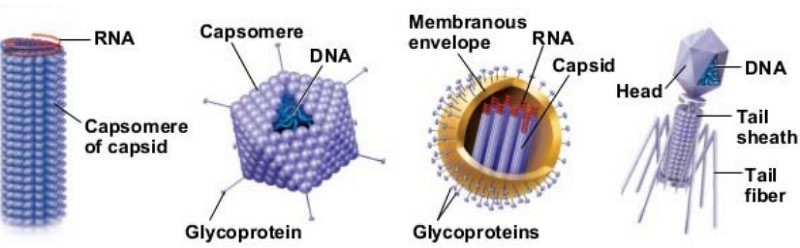 RNA
Capsomere
of capsid
Capsomere
DNA
Glycoprotein
Membranous
envelope
RNA
Capsid
Glycoproteins
Head
DNA
Tail
sheath
Tail
fiber